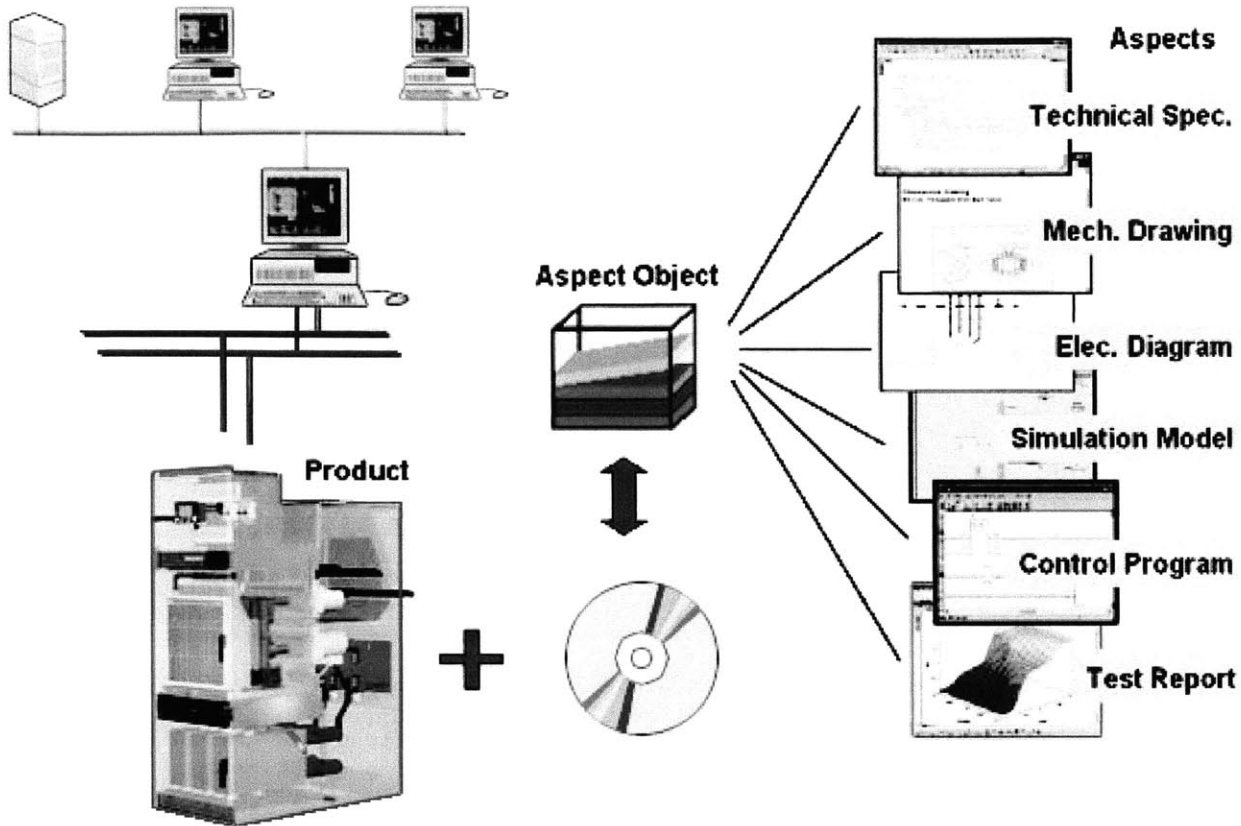 Aspects
Technical Spec.
Mech. Drawing
Aspect Object
Elec. Diagram
Simulation Model
Product
Control Program
Test Report